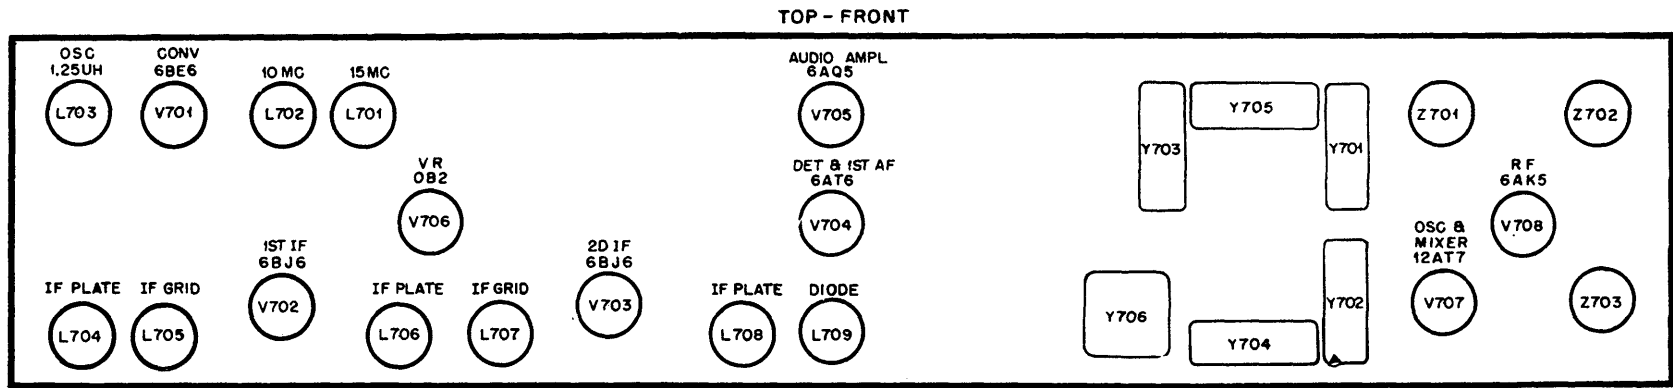 TOP - FRONT
OSC
1.25UH
L703
CONV
6BE6
V701
10 MC
L702
15MC
L701
AUDIO AMPL
6AQ5
V705
Y703
Y705
Y701
Z701
Z702
VR
OB2
V706
DET & 1ST AF
6AT6
V704
RF
6AK5
V708
1ST IF
6BJ6
V702
2D IF
6BJ6
V703
OSC &
MIXER
12AT7
V707
Z703
IF PLATE
L704
IF GRID
L705
IF PLATE
L706
IF GRID
L707
IF PLATE
L708
DIODE
L709
Y706
Y704
Y702